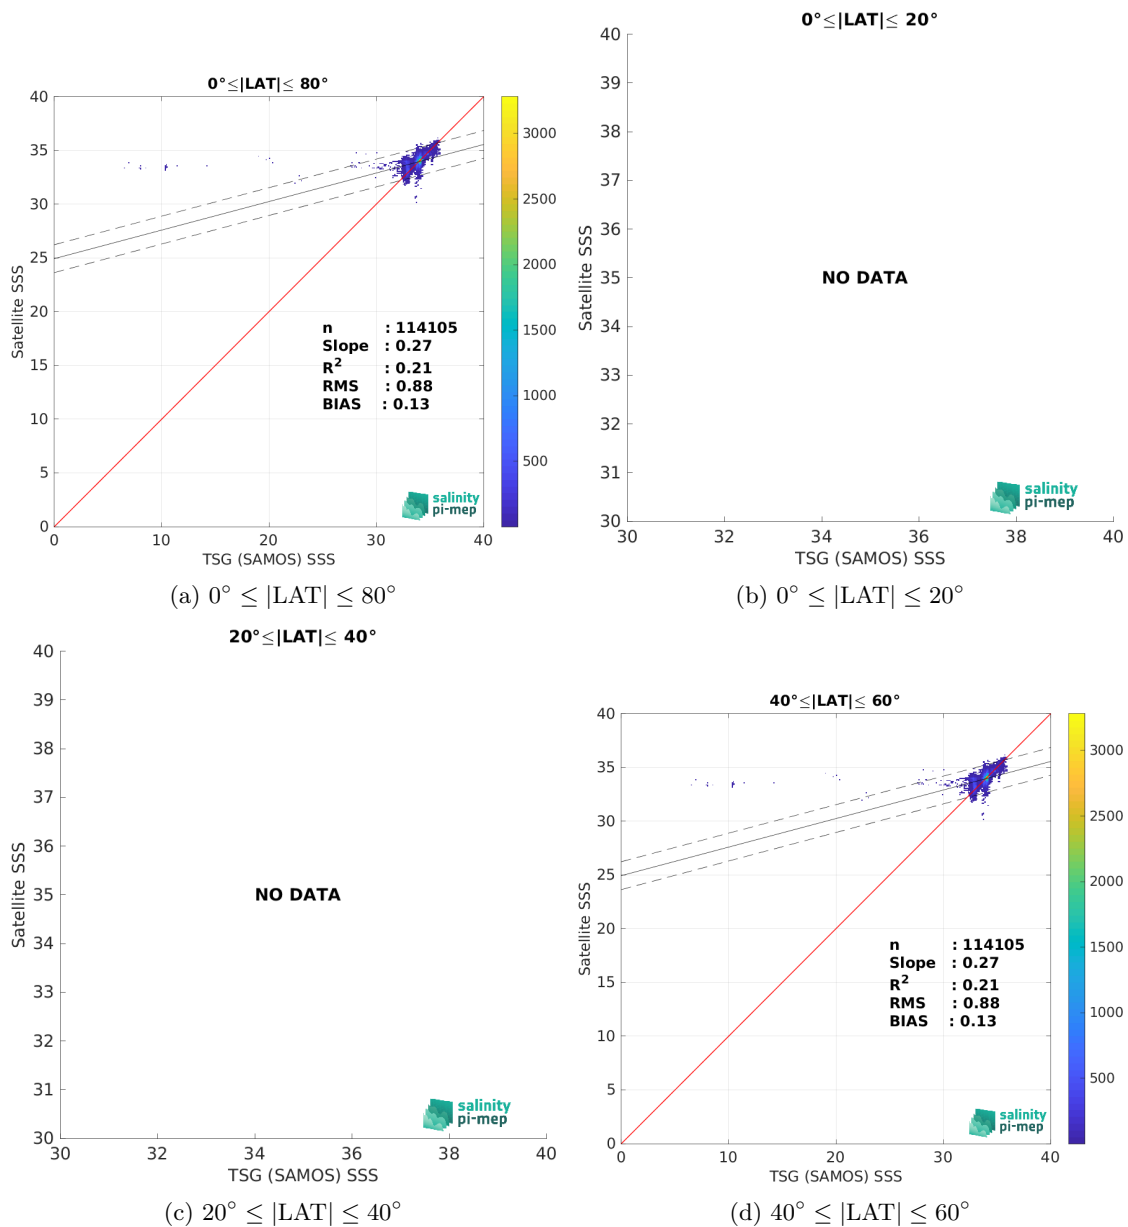 0°≤|LAT|≤ 80°
40
35
30
25
20
15
10
5
0
Satellite SSS
0
10
20
30
40
TSG (SAMOS) SSS
3000
2500
2000
1500
1000
500
n : 114105
Slope : 0.27
R² : 0.21
RMS : 0.88
BIAS : 0.13
salinity
pi-mep
(a) 0° ≤ |LAT| ≤ 80°
0°≤|LAT|≤ 20°
40
39
38
37
36
35
34
33
32
31
30
Satellite SSS
NO DATA
salinity
pi-mep
30
32
34
36
38
40
TSG (SAMOS) SSS
(b) 0° ≤ |LAT| ≤ 20°
20°≤|LAT|≤ 40°
40
39
38
37
36
35
34
33
32
31
30
Satellite SSS
NO DATA
salinity
pi-mep
30
32
34
36
38
40
TSG (SAMOS) SSS
(c) 20° ≤ |LAT| ≤ 40°
40°≤|LAT|≤ 60°
40
35
30
25
20
15
10
5
0
Satellite SSS
0
10
20
30
40
TSG (SAMOS) SSS
3000
2500
2000
1500
1000
500
n : 114105
Slope : 0.27
R² : 0.21
RMS : 0.88
BIAS : 0.13
salinity
pi-mep
(d) 40° ≤ |LAT| ≤ 60°